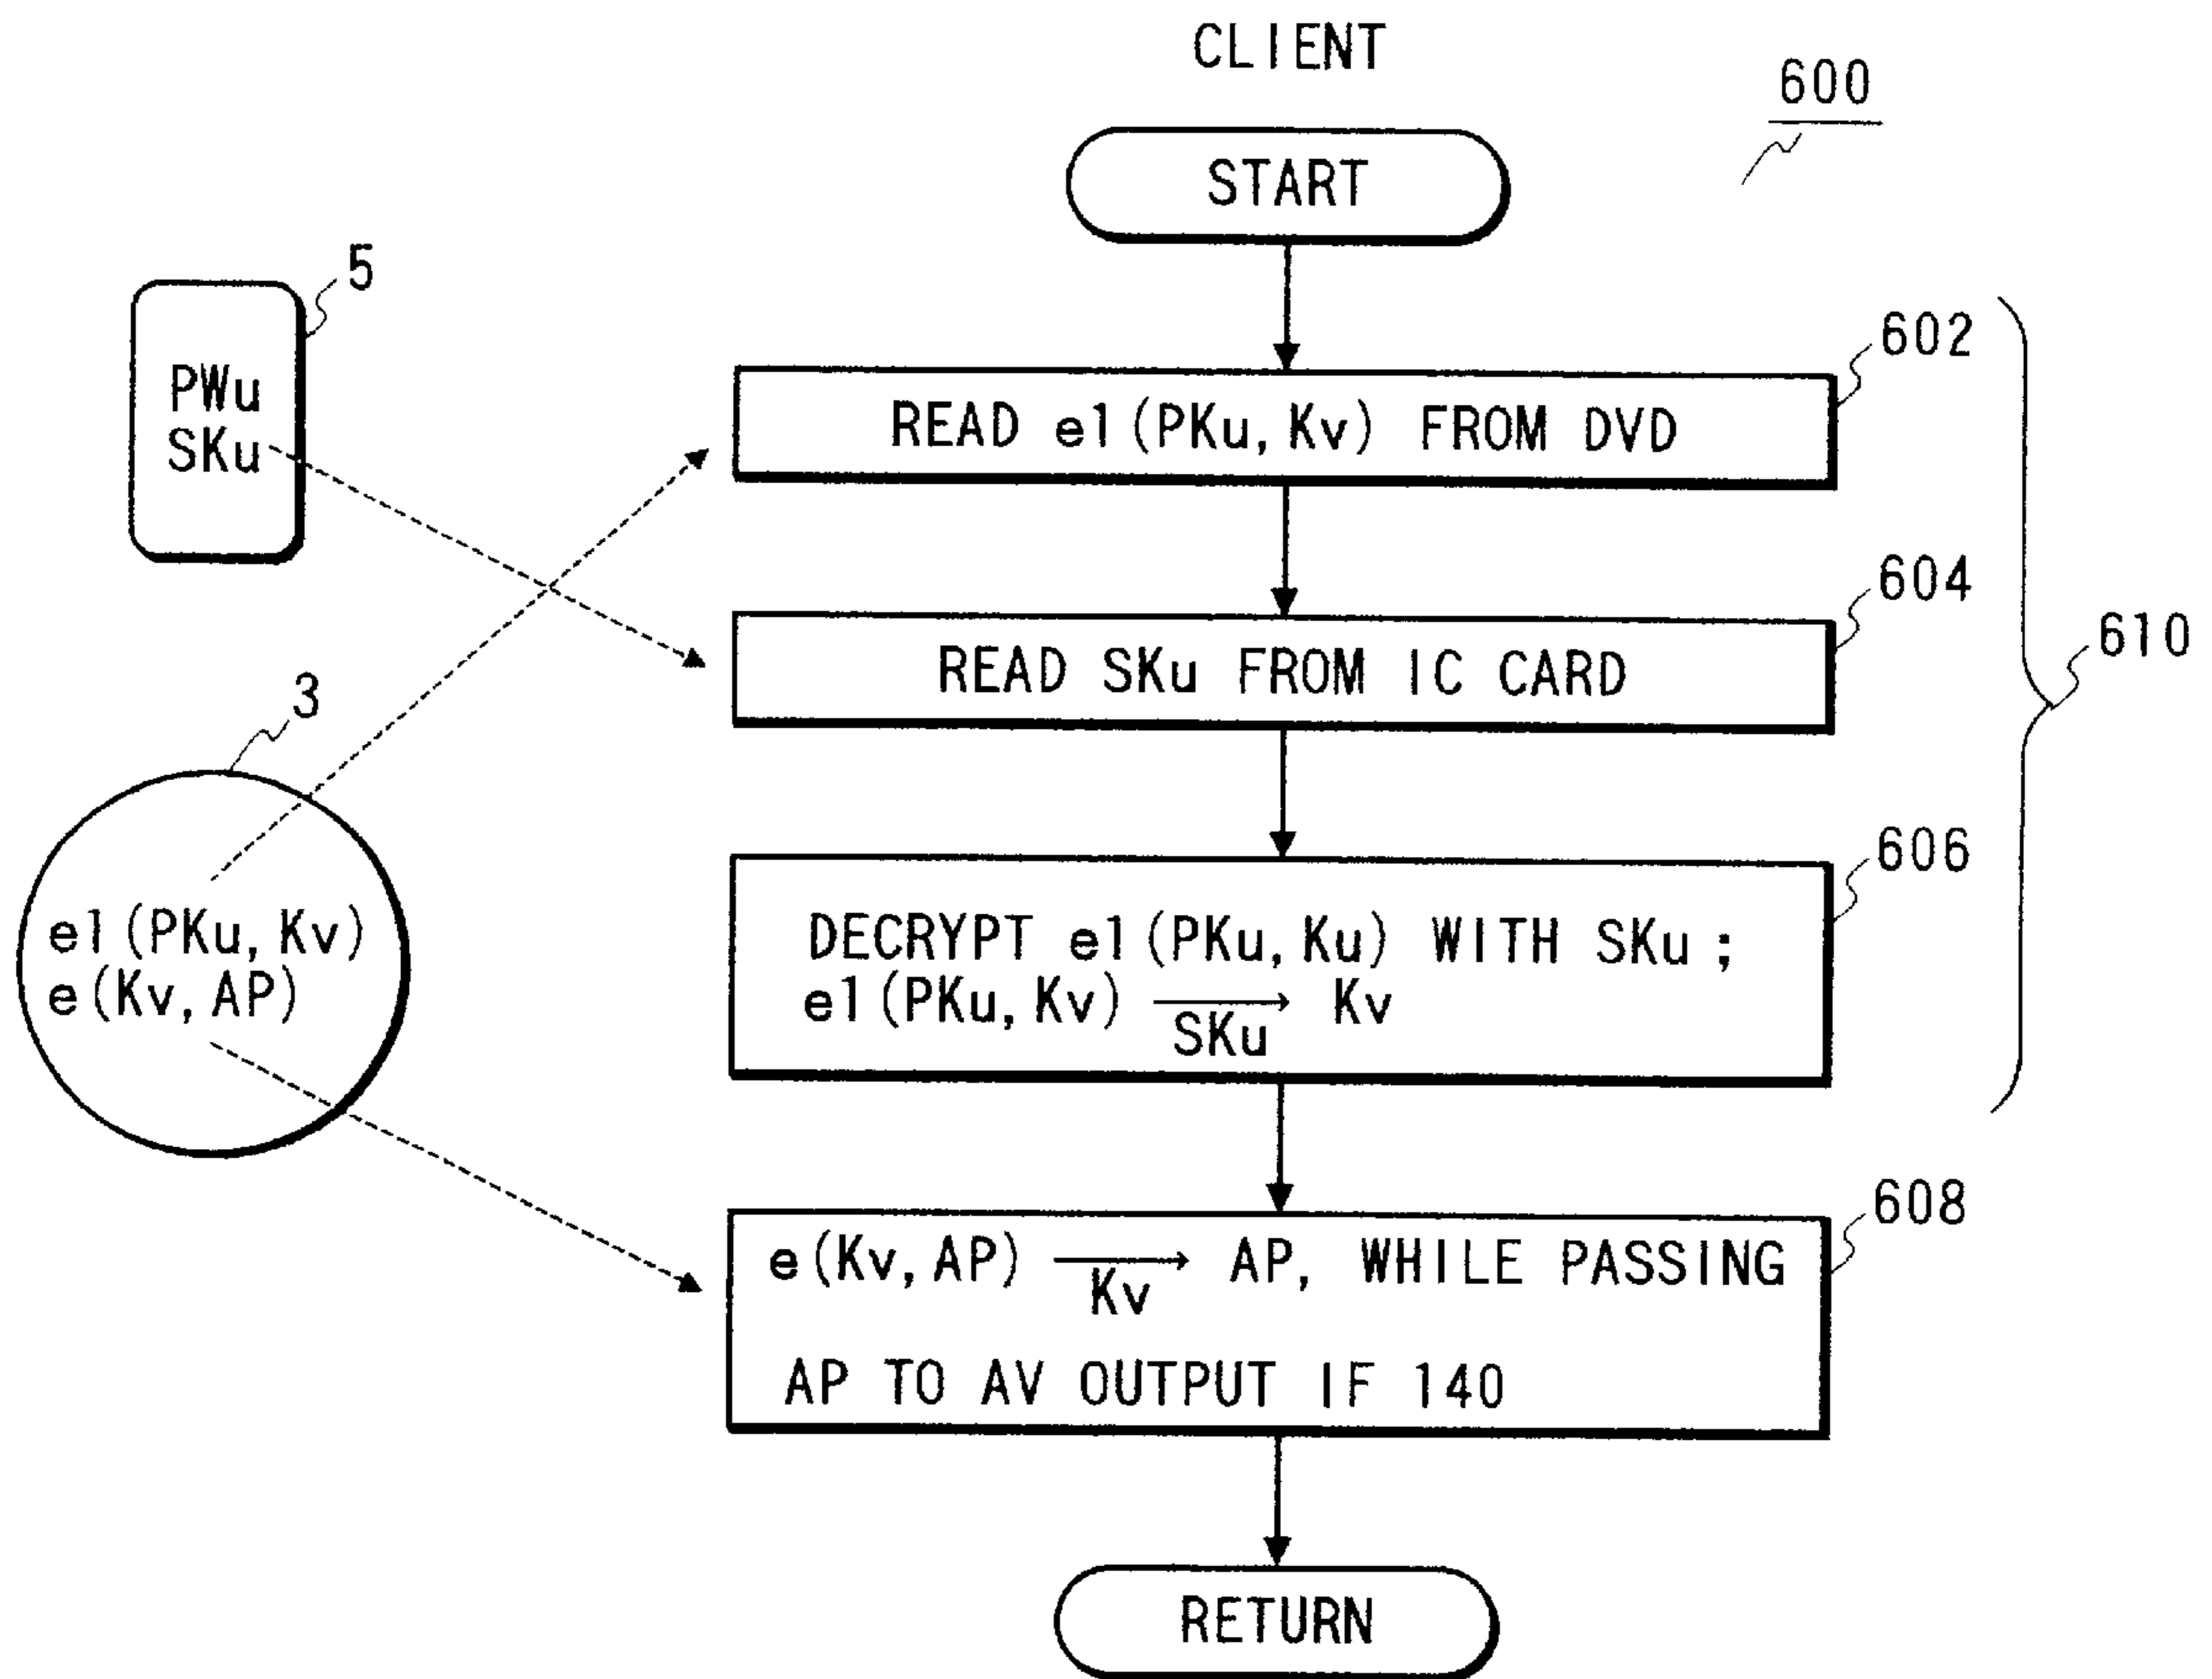 CLIENT
600
START
5
PWu
SKu
602
READ e1(PKu, Kv) FROM DVD
604
READ SKu FROM IC CARD
610
3
e1(PKu, Kv)
e(Kv, AP)
606
DECRYPT e1(PKu, Ku) WITH SKu ;
e1(PKu, Kv) → Kv
SKu
608
e(Kv, AP) → AP, WHILE PASSING
Kv
AP TO AV OUTPUT IF 140
RETURN